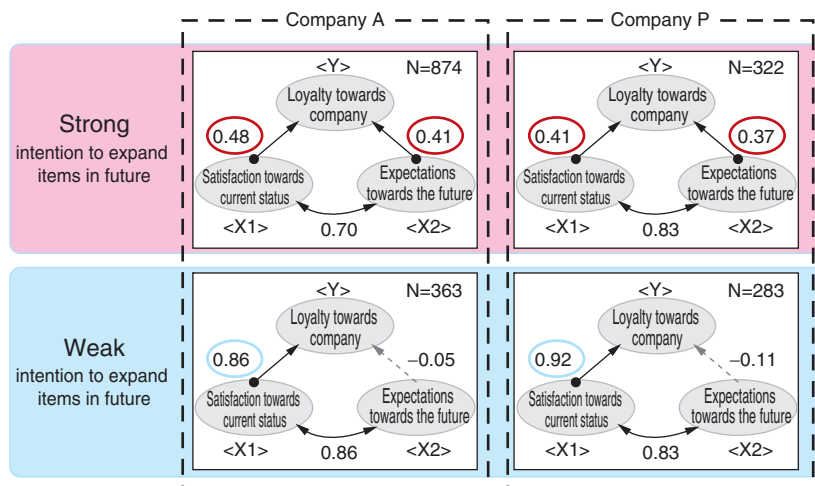 Company A
Company P
Strong
intention to expand
items in future
<Y>
N=874
Loyalty towards
company
0.48
0.41
Satisfaction towards
current status
Expectations
towards the future
<X1>
0.70
<X2>
<Y>
N=322
Loyalty towards
company
0.41
0.37
Satisfaction towards
current status
Expectations
towards the future
<X1>
0.83
<X2>
Weak
intention to expand
items in future
<Y>
N=363
Loyalty towards
company
0.86
−0.05
Satisfaction towards
current status
Expectations
towards the future
<X1>
0.86
<X2>
<Y>
N=283
Loyalty towards
company
0.92
−0.11
Satisfaction towards
current status
Expectations
towards the future
<X1>
0.83
<X2>